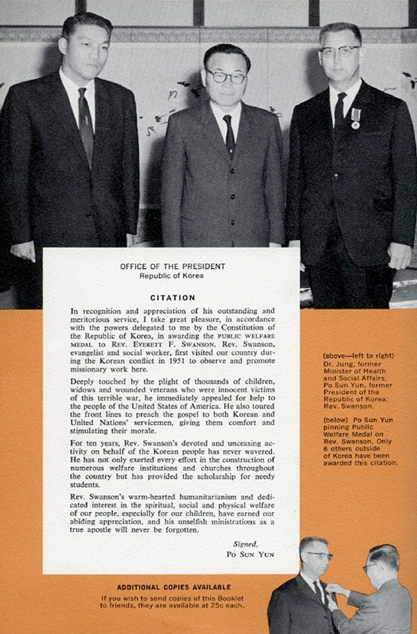 OFFICE OF THE PRESIDENT
Republic of Korea
CITATION
In recognition and appreciation of his outstanding and
meritorious service, I take great pleasure, in accordance
with the powers delegated to me by the Constitution of
the Republic of Korea, in awarding the PUBLIC WELFARE
MEDAL to REV. EVERETT F. SWANSON. Rev. Swanson,
evangelist and social worker, first visited our country dur-
ing the Korean conflict in 1951 to observe and promote
missionary work here.
Deeply touched by the plight of thousands of children,
widows and wounded veterans who were innocent victims
of this terrible war, he immediately appealed for help to
the people of the United States of America. He also toured
the front lines to preach the gospel to both Korean and
United Nations' servicemen, giving them comfort and
stimulating their morale.
For ten years, Rev. Swanson's devoted and unceasing ac-
tivity on behalf of the Korean people has never wavered.
He has not only exerted every effort in the construction of
numerous welfare institutions and churches throughout
the country but has provided the scholarship for needy
students.
Rev. Swanson's warm-hearted humanitarianism and dedi-
cated interest in the spiritual, social and physical welfare
of our people, especially for our children, have earned our
abiding appreciation, and his unselfish ministrations as a
true apostle will never be forgotten.
Signed,
PO SUN YUN
(above—left to right)
Dr. Jung, former
Minister of Health
and Social Affairs;
Po Sun Yun, former
President of the
Republic of Korea;
Rev. Swanson.
(below) Po Sun Yun
pinning Public
Welfare Medal on
Rev. Swanson. Only
6 others outside
of Korea have been
awarded this citation.
ADDITIONAL COPIES AVAILABLE
If you wish to send copies of this Booklet
to friends, they are available at 25c each.